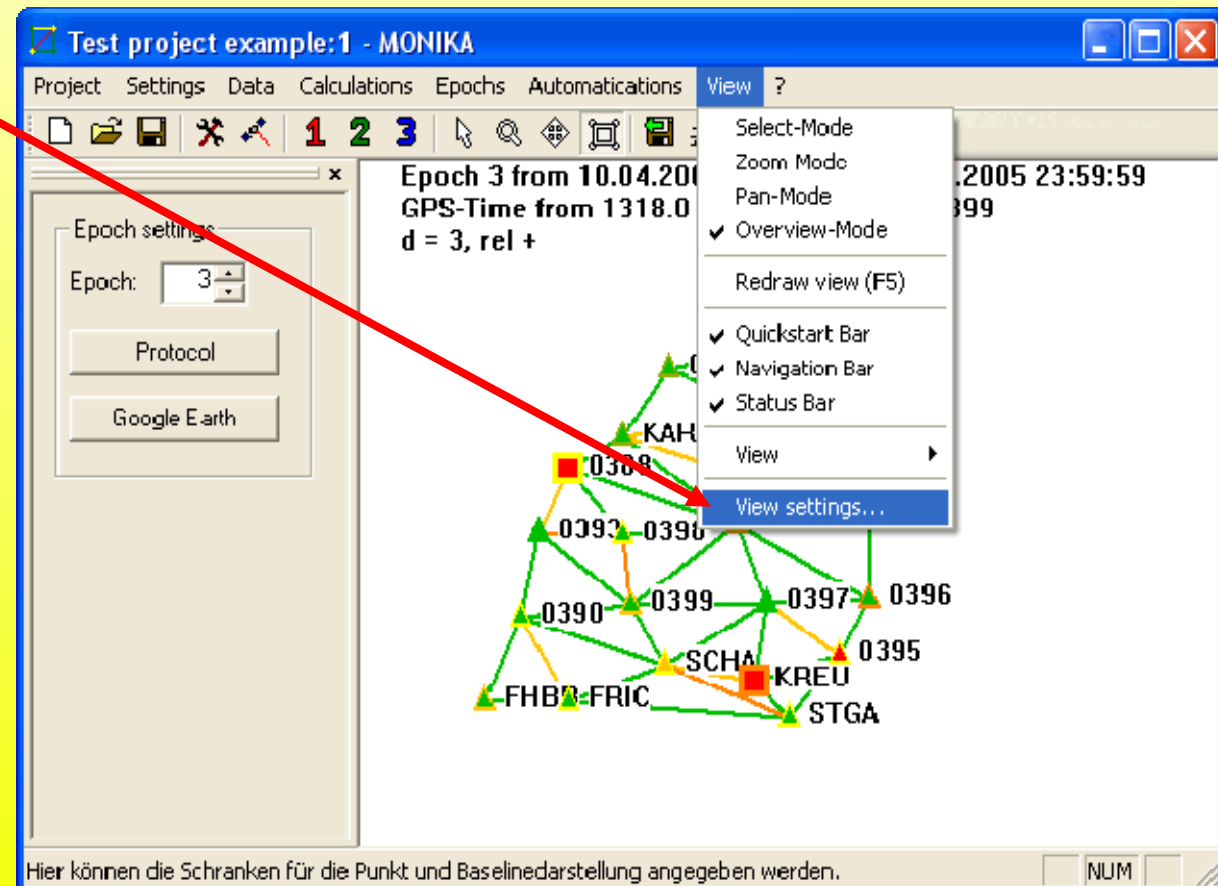 Test project example:1 - MONIKA
Project Settings Data Calculations Epochs Automatications View ?
1 2 3
Select-Mode
Zoom Mode
Pan-Mode
Overview-Mode
Redraw view (F5)
Quickstart Bar
Navigation Bar
Status Bar
View
View settings...
Epoch settings
Epoch: 3
Protocol
Google Earth
Epoch 3 from 10.04.200 .2005 23:59:59
GPS-Time from 1318.0 399
d = 3, rel +
KAH
0388
0393 0398
0390 0399 0397 0396
SCHA KREU 0395
FHBB FRIC STGA
Hier können die Schranken für die Punkt und Baselinedarstellung angegeben werden. NUM